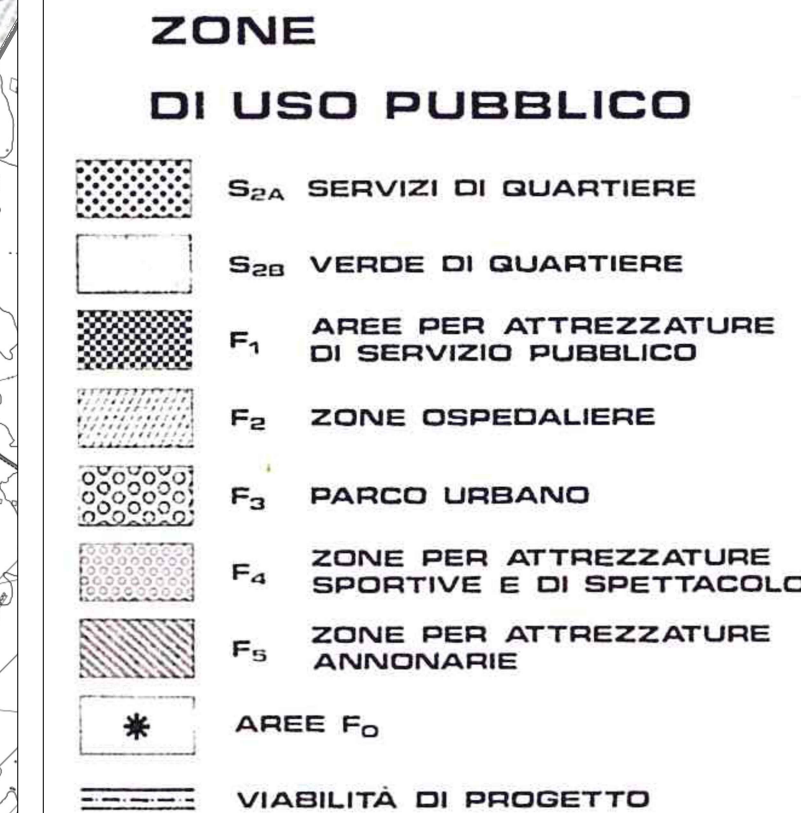 ZONE
DI USO PUBBLICO
S2A SERVIZI DI QUARTIERE
S2B VERDE DI QUARTIERE
F1 AREE PER ATTREZZATURE
DI SERVIZIO PUBBLICO
F2 ZONE OSPEDALIERE
F3 PARCO URBANO
F4 ZONE PER ATTREZZATURE
SPORTIVE E DI SPETTACOLO
F5 ZONE PER ATTREZZATURE
ANNONARIE
* AREE FO
VIABILITÀ DI PROGETTO